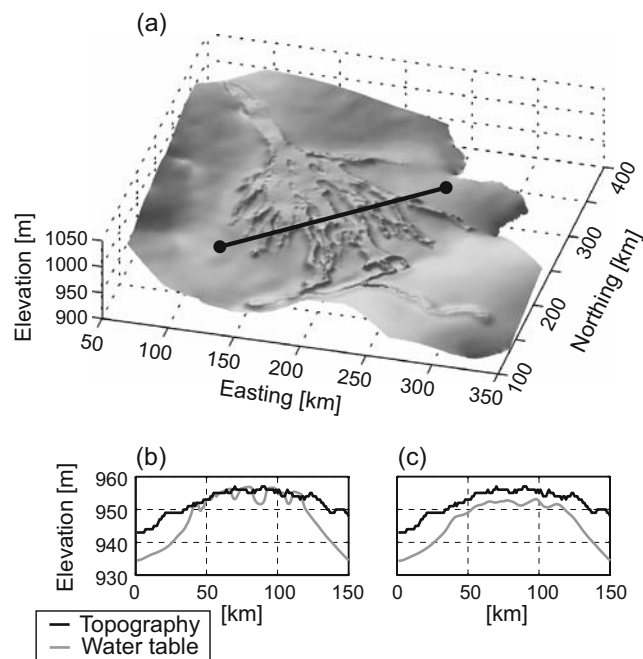 (a)
Elevation [m]
1050
1000
950
900
50
100
150
200
250
300
350
Easting [km]
100
200
300
400
Northing [km]
(b)
(c)
Elevation [m]
960
950
940
930
0
50
100
150
[km]
0
50
100
150
[km]
Topography
Water table